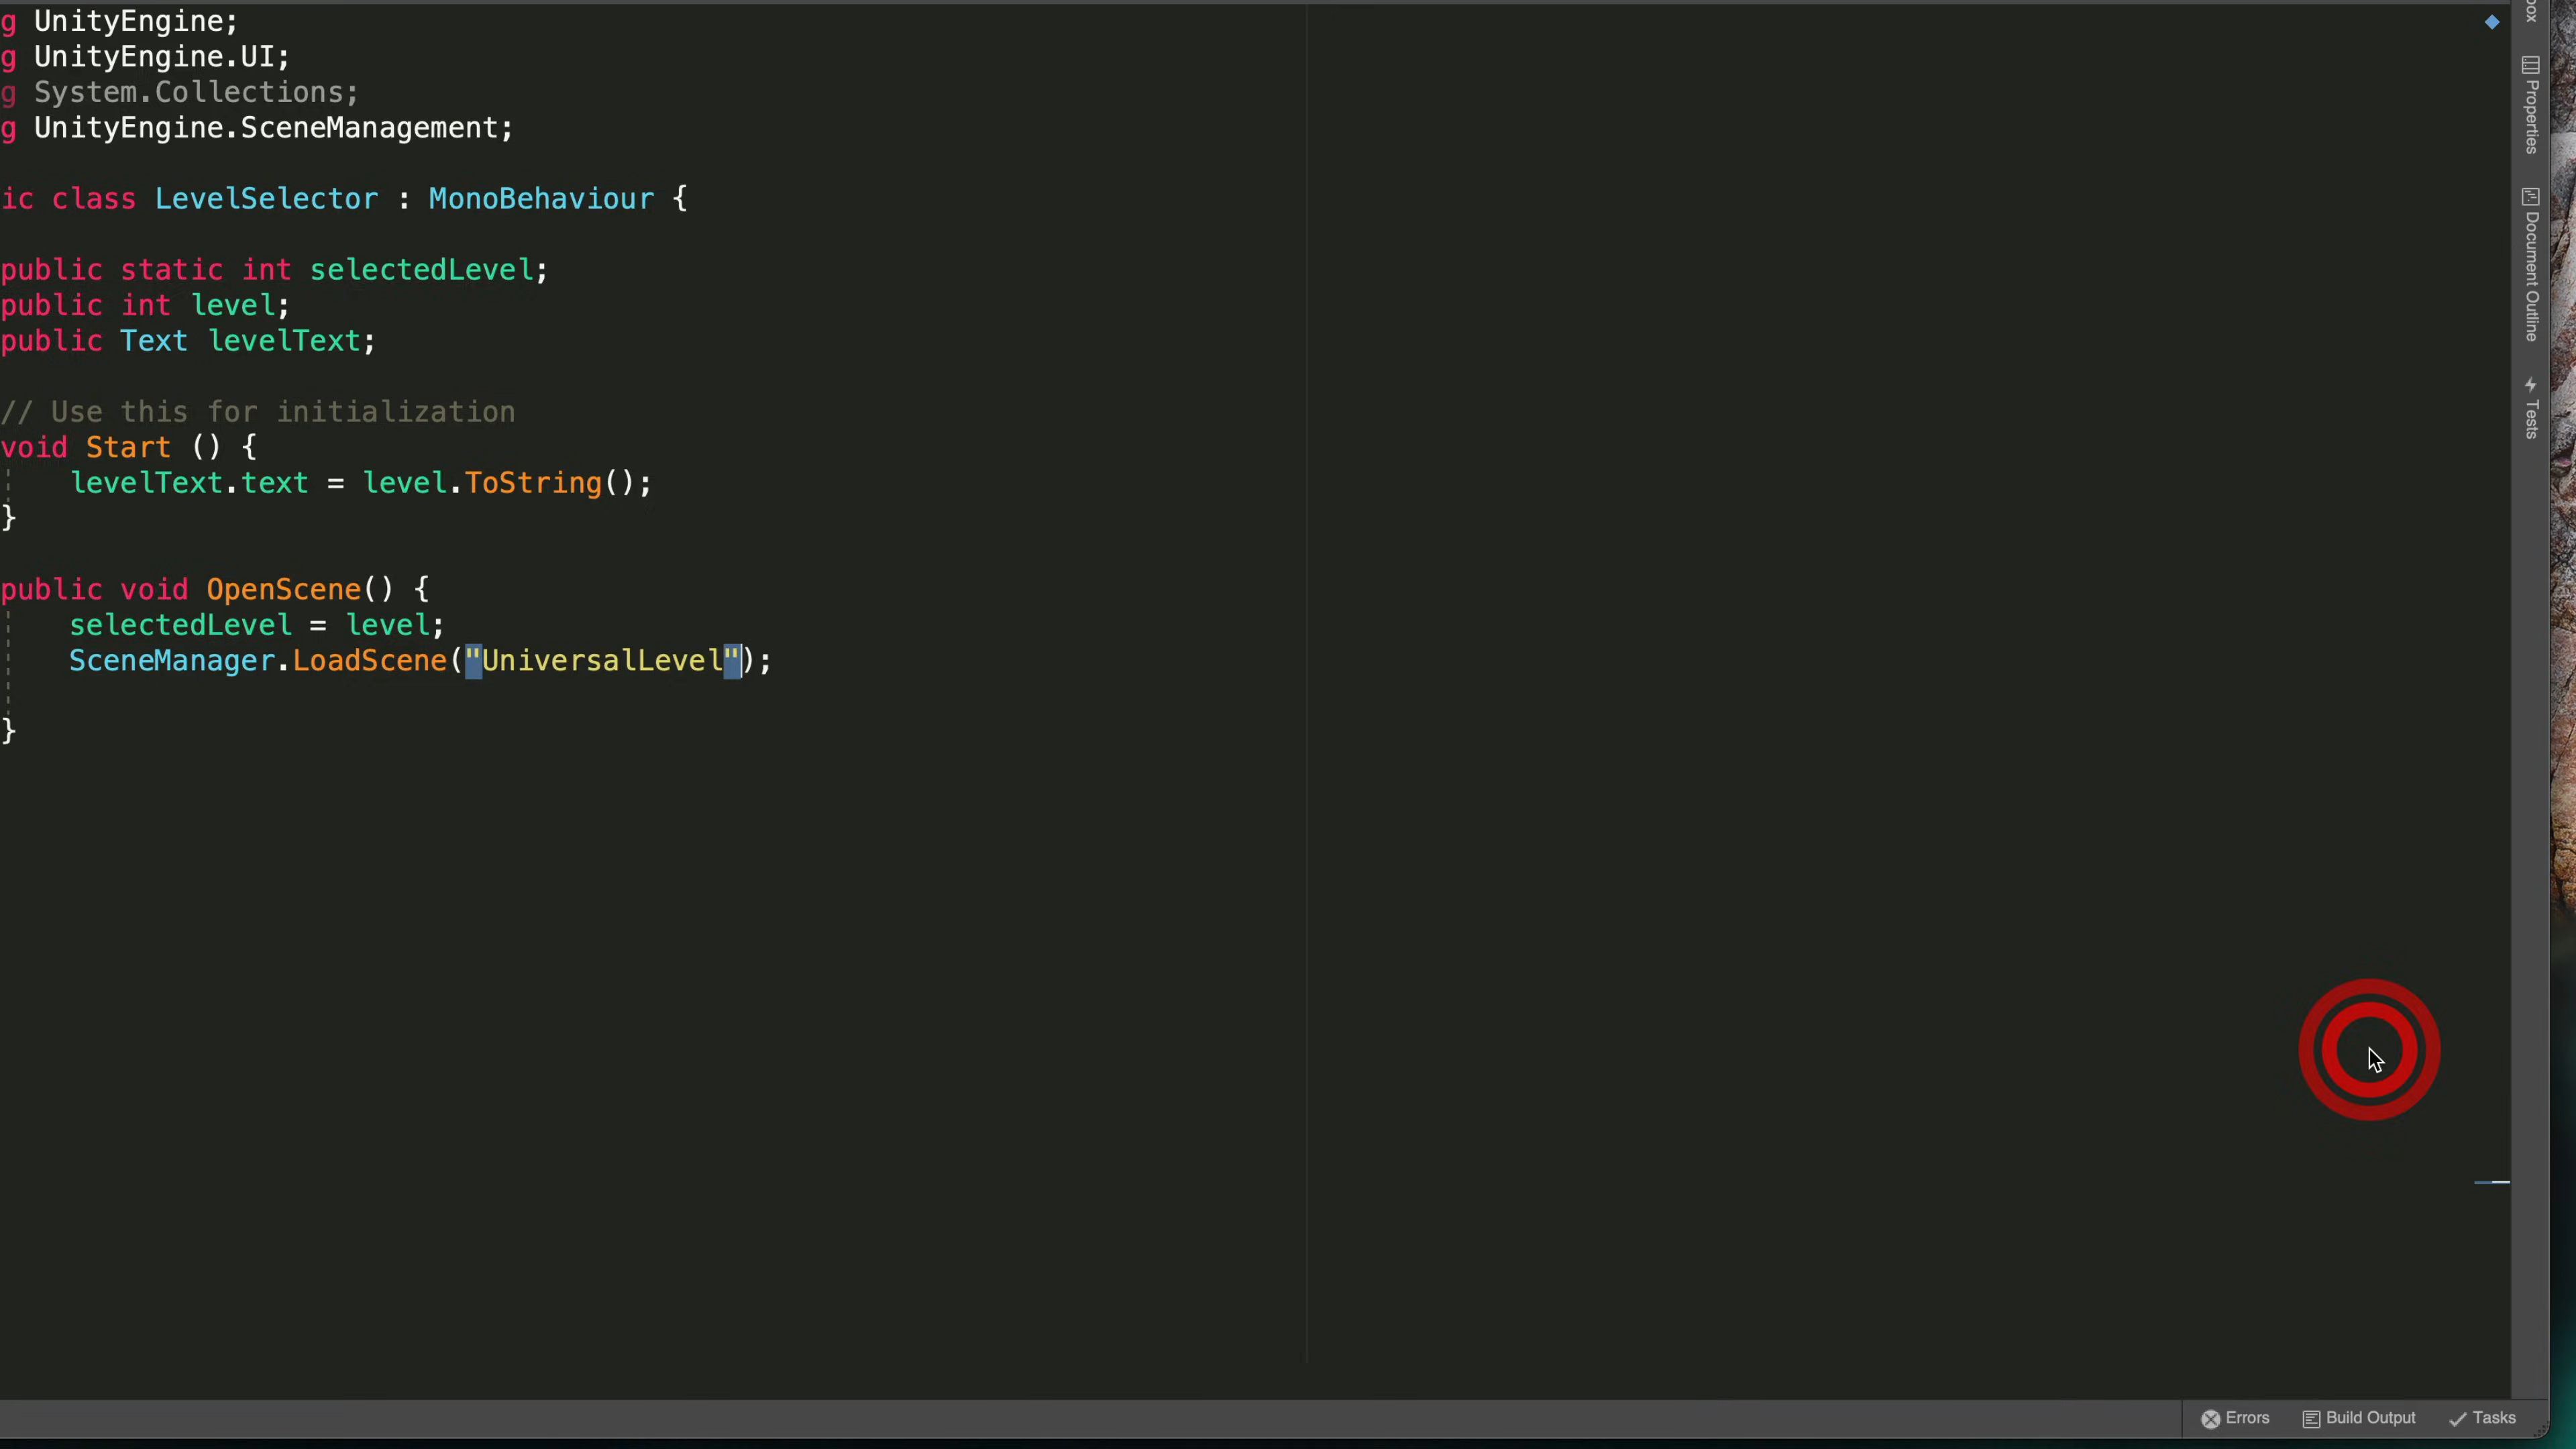 g UnityEngine;
g UnityEngine.UI;
g System.Collections;
g UnityEngine.SceneManagement;
ic class LevelSelector : MonoBehaviour {
public static int selectedLevel;
public int level;
public Text levelText;
// Use this for initialization
void Start () {
levelText.text = level.ToString();
}
public void OpenScene() {
selectedLevel = level;
SceneManager.LoadScene("UniversalLevel");
}
box
Properties
Document Outline
Tests
Errors
Build Output
Tasks